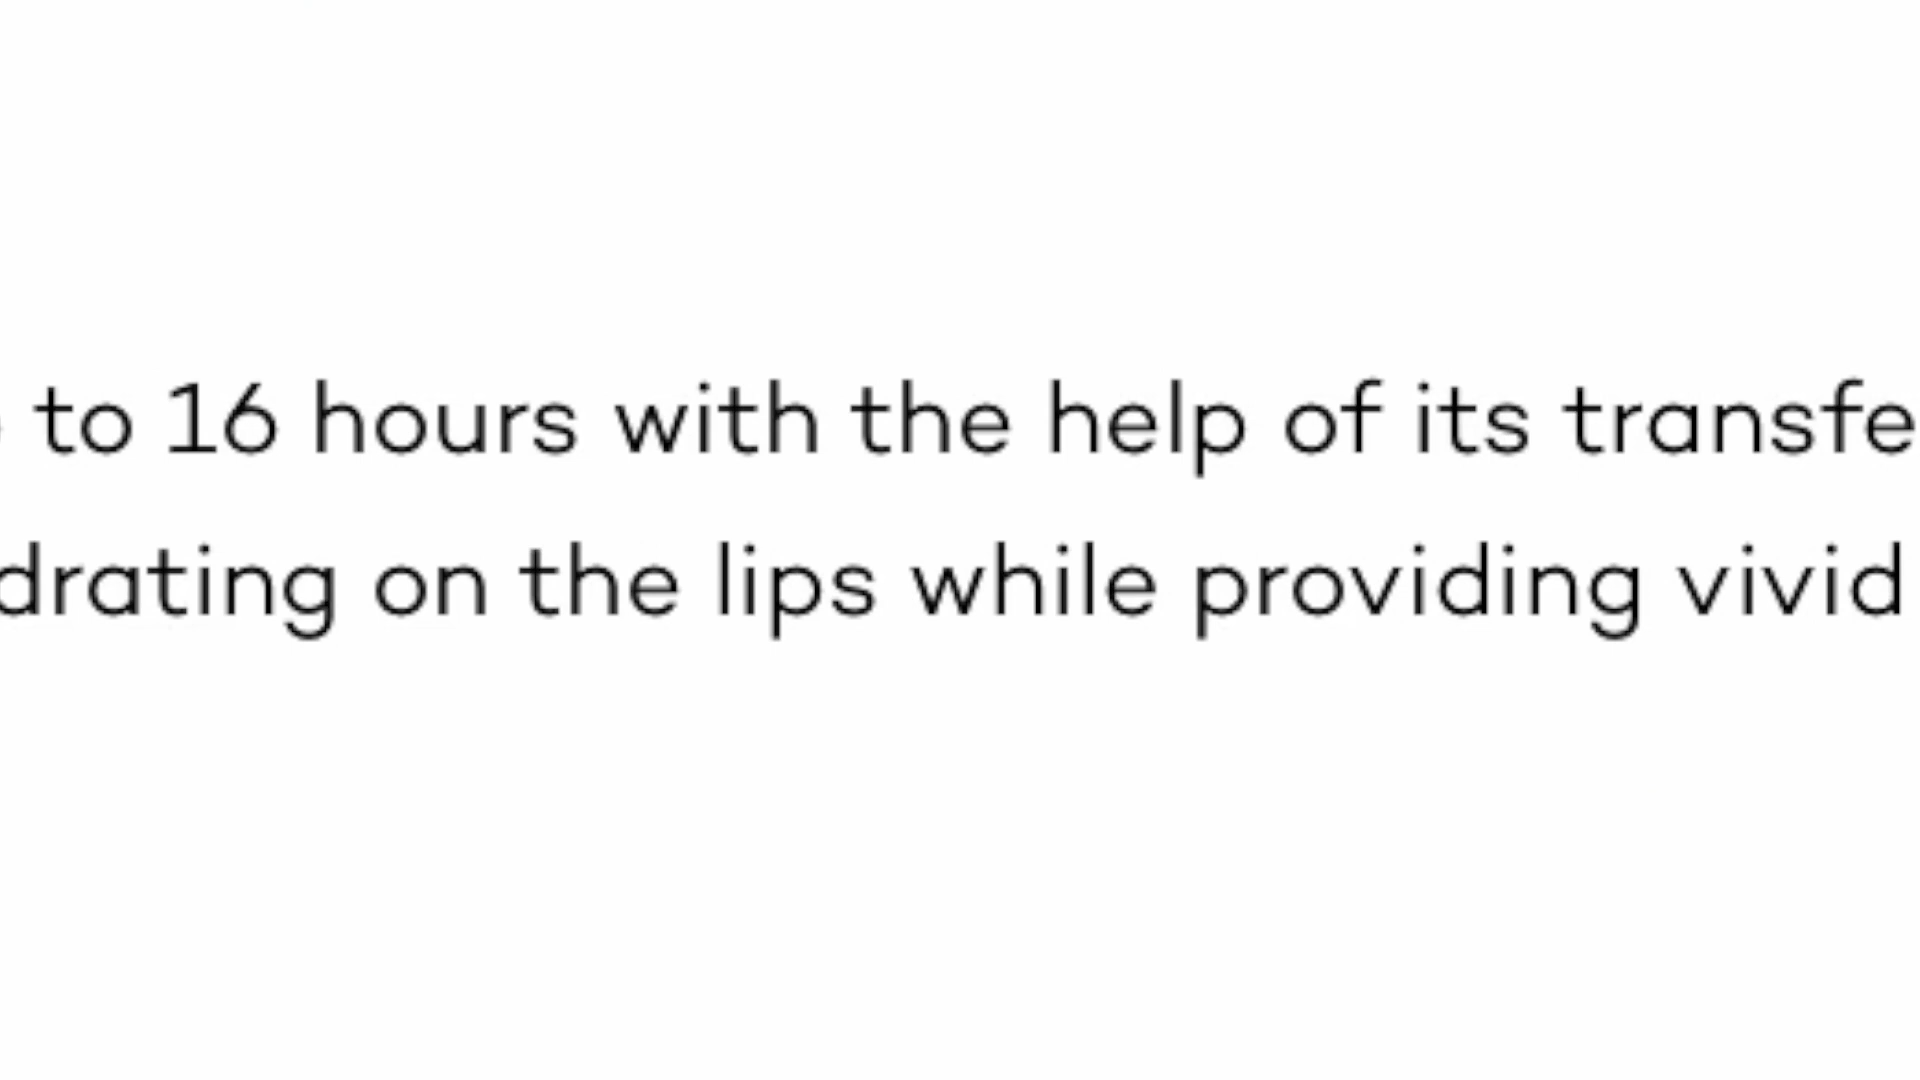 to 16 hours with the help of its transfe
drating on the lips while providing vivid